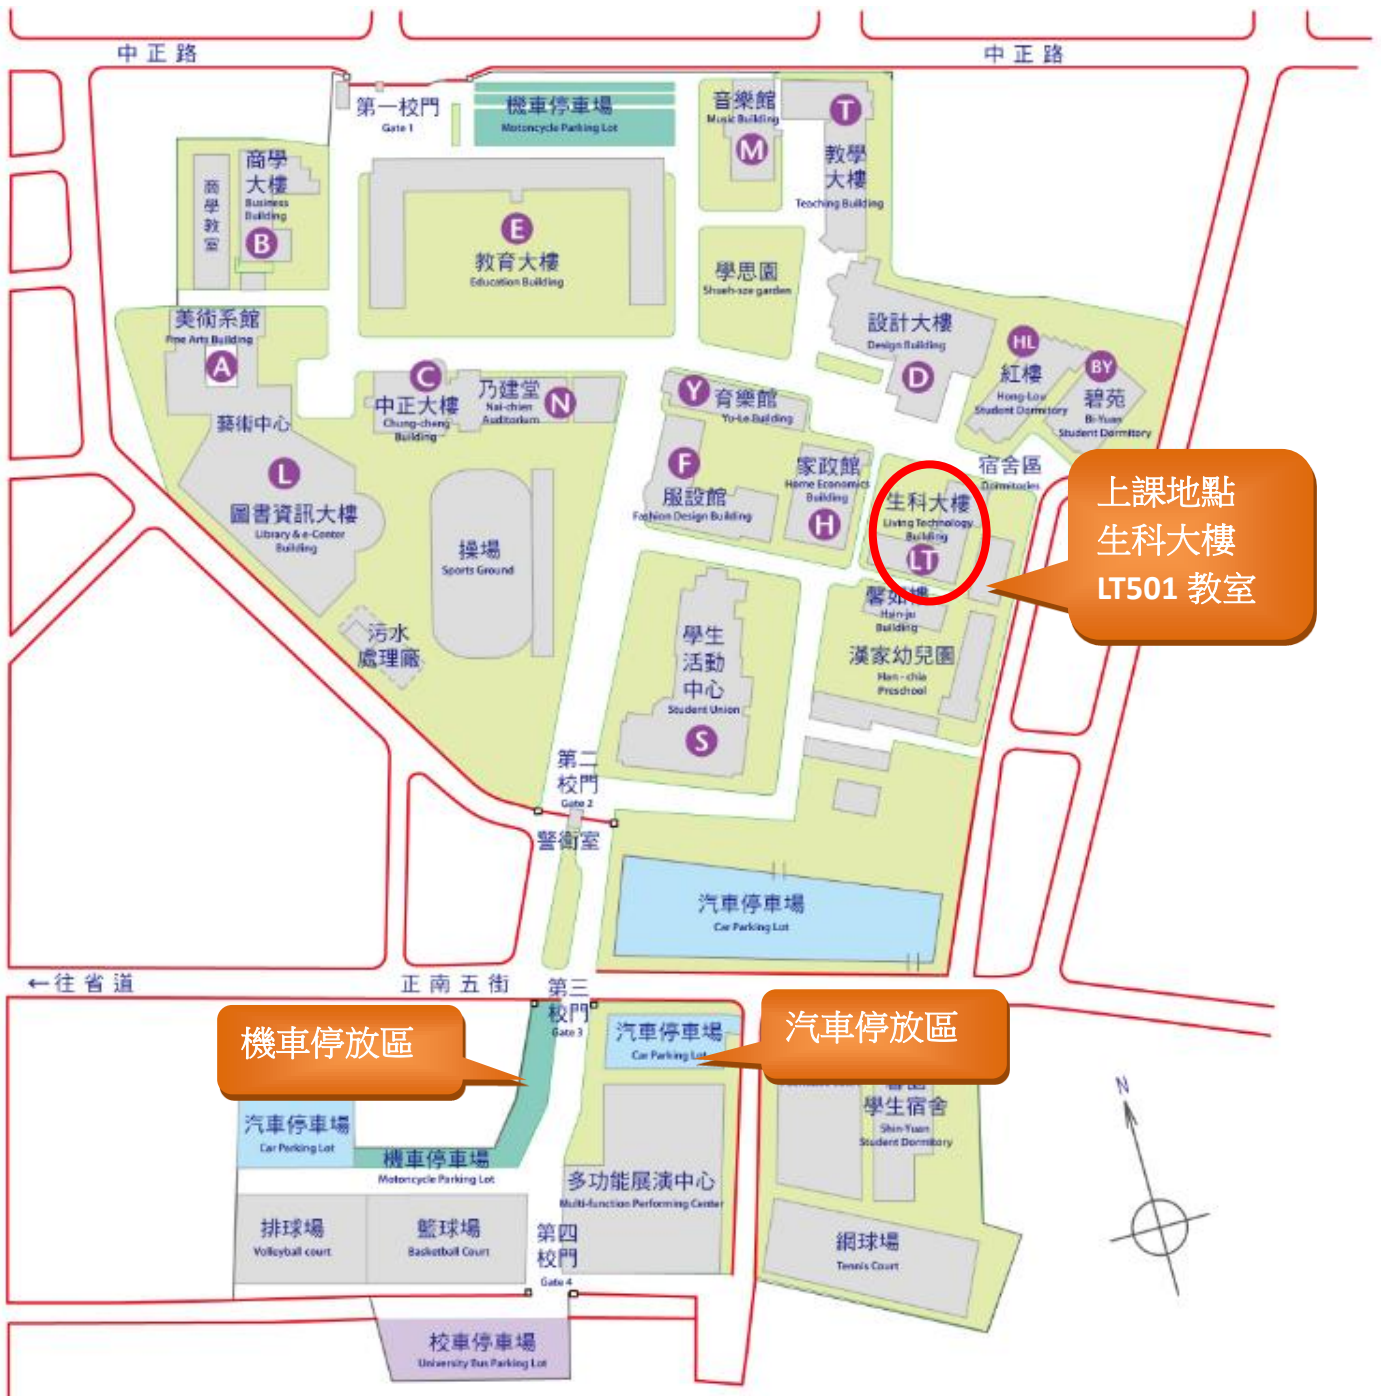 中正路
中正路
第一校門
Gate 1
機車停車場
Motorcycle Parking Lot
音樂館
Music Building
M
T
教學
大樓
Teaching Building
商學
大樓
Business
Building
B
商學教室
E
教育大樓
Education Building
學思園
Shueh-sze garden
美術系館
Fine Arts Building
A
藝術中心
C
中正大樓
Chung-cheng
Building
乃建堂
Nai-chien
Auditorium
N
設計大樓
Design Building
D
HL
紅樓
Hong-Lou
Student Dormitory
BY
碧苑
Bi-Yuan
Student Dormitory
Y
育樂館
Yu-Le Building
L
圖書資訊大樓
Library & e-Center
Building
F
服設館
Fashion Design Building
家政館
Home Economics
Building
H
生科大樓
Living Technology
Building
LT
宿舍區
Dormitories
上課地點
生科大樓
LT501 教室
操場
Sports Ground
馨如樓
Hsin-ju
Building
漢家幼兒園
Han - chia
Preschool
污水
處理廠
學生
活動
中心
Student Union
S
第二
校門
Gate 2
警衛室
汽車停車場
Car Parking Lot
←往省道
正南五街
第三
校門
Gate 3
機車停放區
汽車停車場
Car Parking Lot
汽車停放區
汽車停車場
Car Parking Lot
機車停車場
Motorcycle Parking Lot
學生宿舍
Shin-Yuan
Student Dormitory
多功能展演中心
Multi-function Performing Center
排球場
Volleyball court
籃球場
Basketball Court
第四
校門
Gate 4
網球場
Tennis Court
N
校車停車場
University Bus Parking Lot